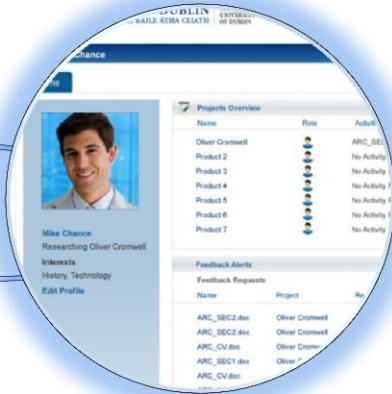 DUBLIN
BAILE ÁTHA CLIATH
OF DUBLIN
Chance
Projects Overview
Name Role
Oliver Cromwell
Product 2 No Activity
Product 3 No Activity
Product 4 No Activity
Product 5 No Activity
Product 6 No Activity
Product 7 No Activity
Mike Chance
Researching Oliver Cromwell
Interests
History, Technology
Edit Profile
Feedback Alerts
Feedback Requests
Name Project
ARC_SEC2.doc Oliver Cromwell
ARC_SEC2.doc Oliver Cromwell
ARC_CV.doc
ARC_SEC1.doc Oliver
ARC_CV.doc